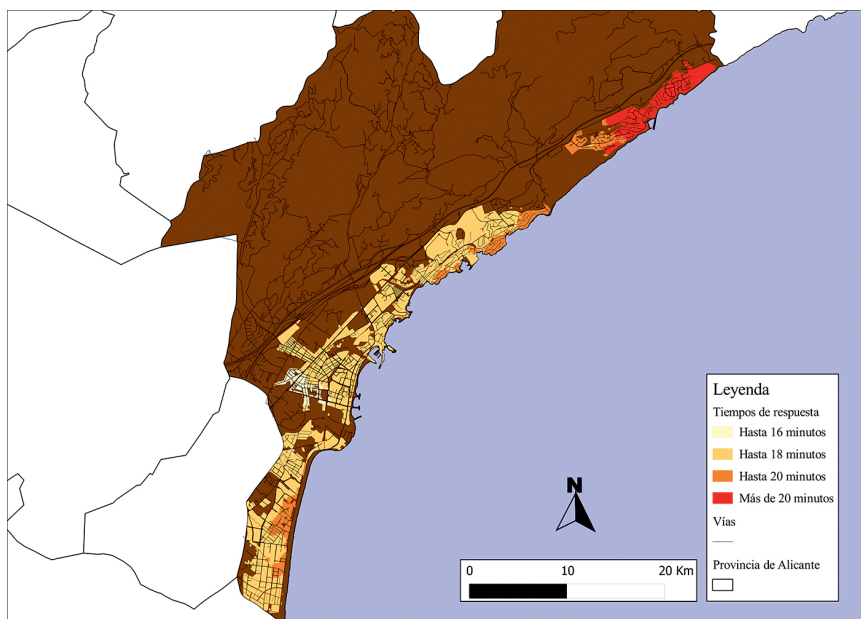 N
0 10 20 Km
Leyenda
Tiempos de respuesta
Hasta 16 minutos
Hasta 18 minutos
Hasta 20 minutos
Más de 20 minutos
Vías
Provincia de Alicante